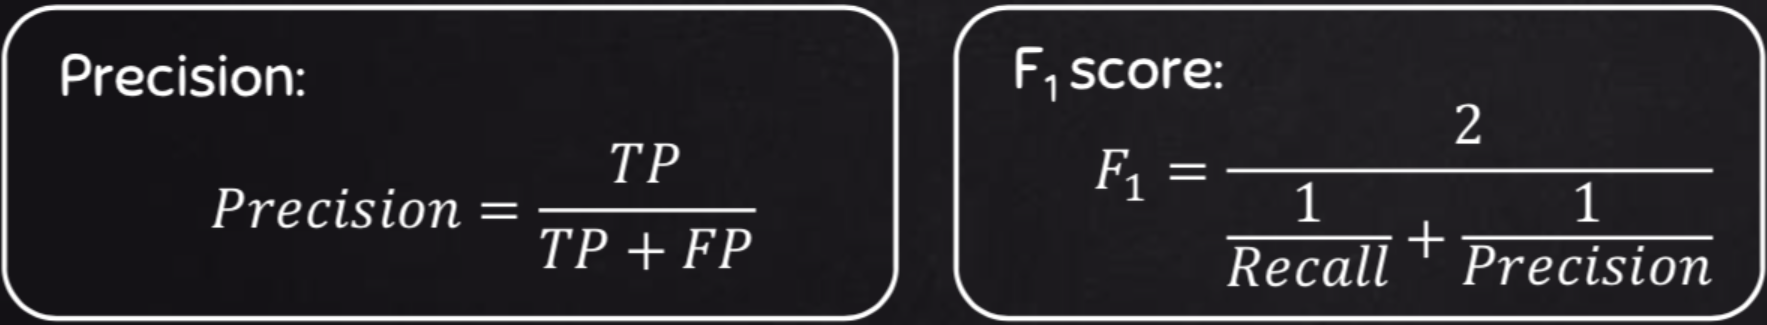 Precision:
Precision = TP / (TP + FP)
F₁ score:
F₁ = 2 / (1/Recall + 1/Precision)